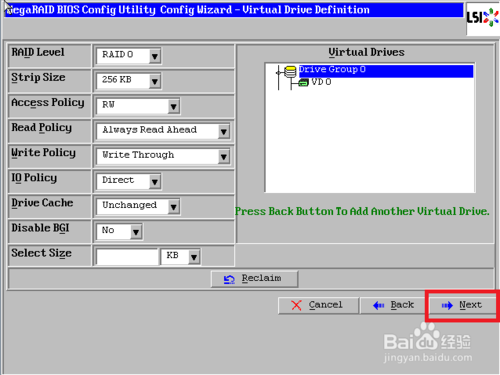 MegaRAID BIOS Config Utility Config Wizard - Virtual Drive Definition
LSI
RAID Level RAID 0
Strip Size 256 KB
Access Policy RW
Read Policy Always Read Ahead
Write Policy Write Through
IO Policy Direct
Drive Cache Unchanged
Disable BGI No
Select Size KB
Virtual Drives
Drive Group 0
VD 0
Press Back Button To Add Another Virtual Drive.
Reclaim
Cancel Back Next
Baidu 经验
jingyan.baidu.com